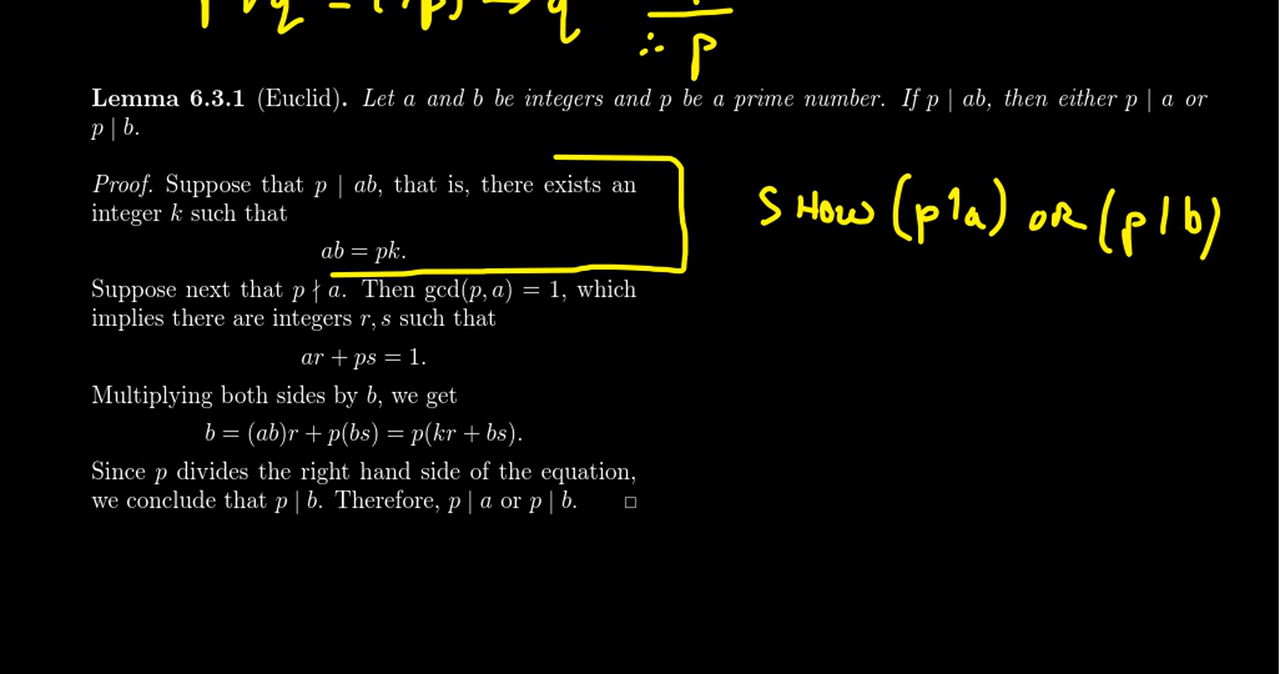 p ∨ q = (¬p) → q
∴ p
Lemma 6.3.1 (Euclid). Let a and b be integers and p be a prime number. If p | ab, then either p | a or
p | b.
Proof. Suppose that p | ab, that is, there exists an
integer k such that
ab = pk.
SHOW (p | a) OR (p | b)
Suppose next that p ∤ a. Then gcd(p, a) = 1, which
implies there are integers r, s such that
ar + ps = 1.
Multiplying both sides by b, we get
b = (ab)r + p(bs) = p(kr + bs).
Since p divides the right hand side of the equation,
we conclude that p | b. Therefore, p | a or p | b. □